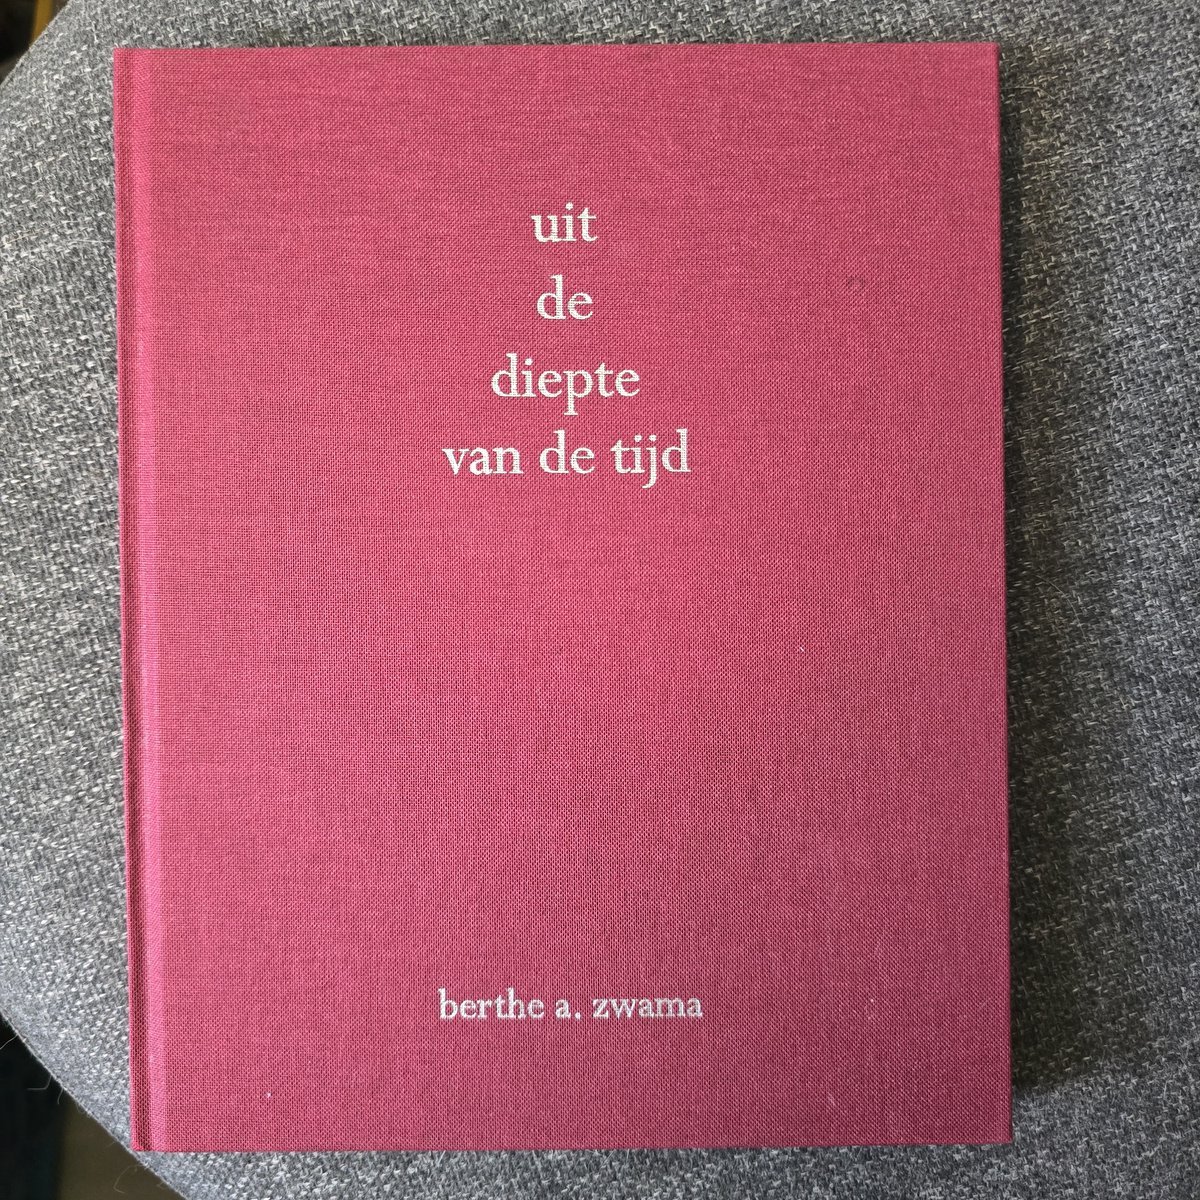 uit
de
diepte
van de tijd
berthe a. zwama